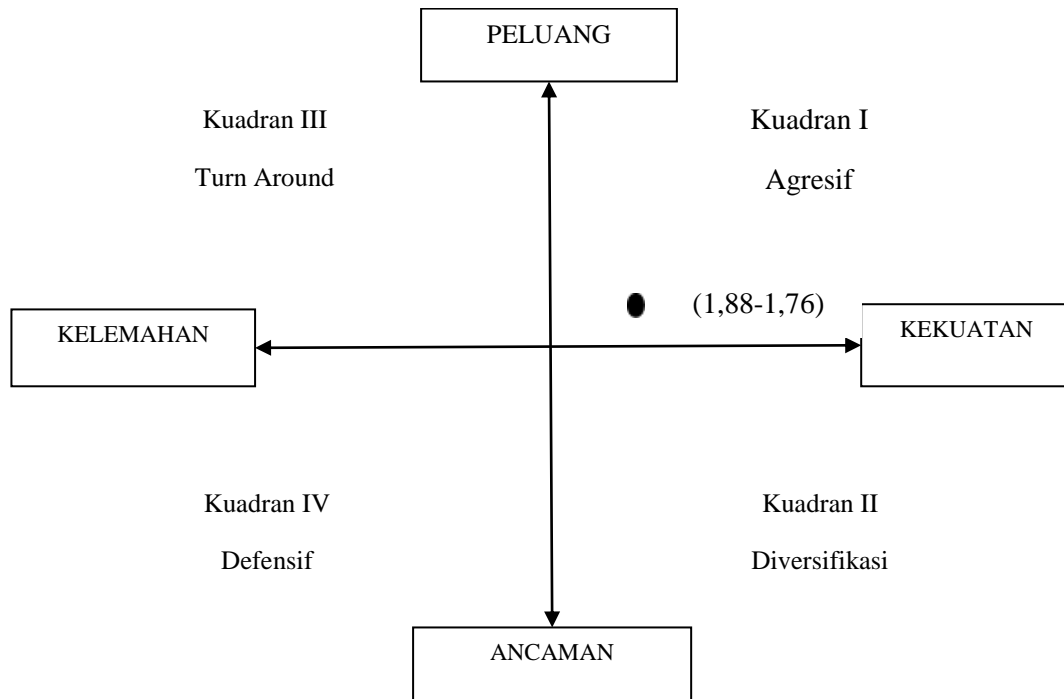 PELUANG
Kuadran III
Kuadran I
Turn Around
Agresif
(1,88-1,76)
KELEMAHAN
KEKUATAN
Kuadran IV
Kuadran II
Defensif
Diversifikasi
ANCAMAN